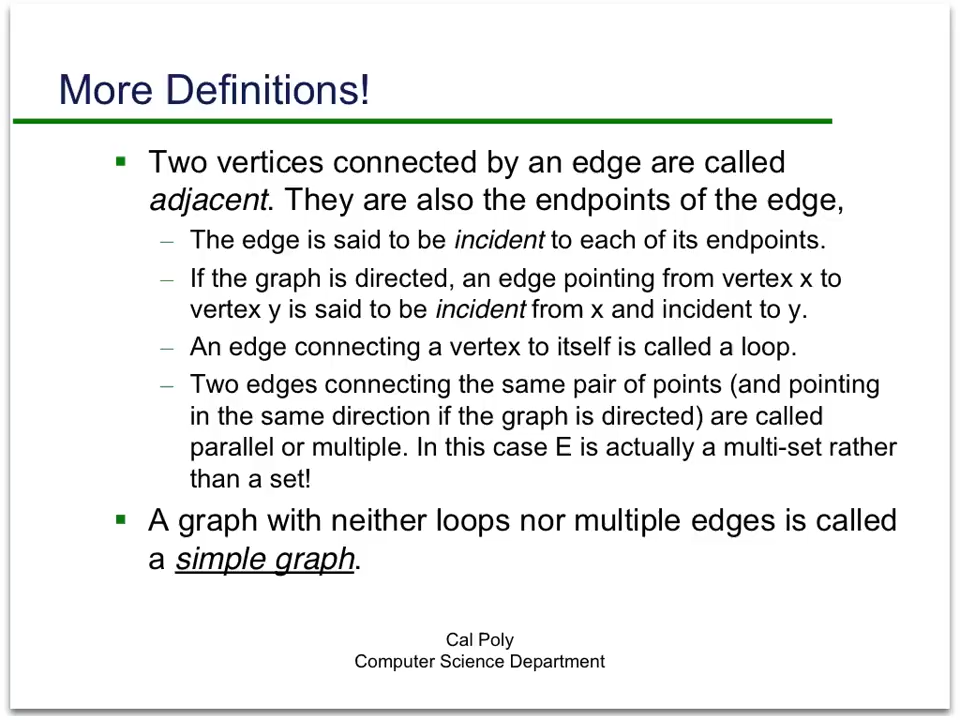 More Definitions!
▪ Two vertices connected by an edge are called
adjacent. They are also the endpoints of the edge,
– The edge is said to be incident to each of its endpoints.
– If the graph is directed, an edge pointing from vertex x to
vertex y is said to be incident from x and incident to y.
– An edge connecting a vertex to itself is called a loop.
– Two edges connecting the same pair of points (and pointing
in the same direction if the graph is directed) are called
parallel or multiple. In this case E is actually a multi-set rather
than a set!
▪ A graph with neither loops nor multiple edges is called
a simple graph.
Cal Poly
Computer Science Department